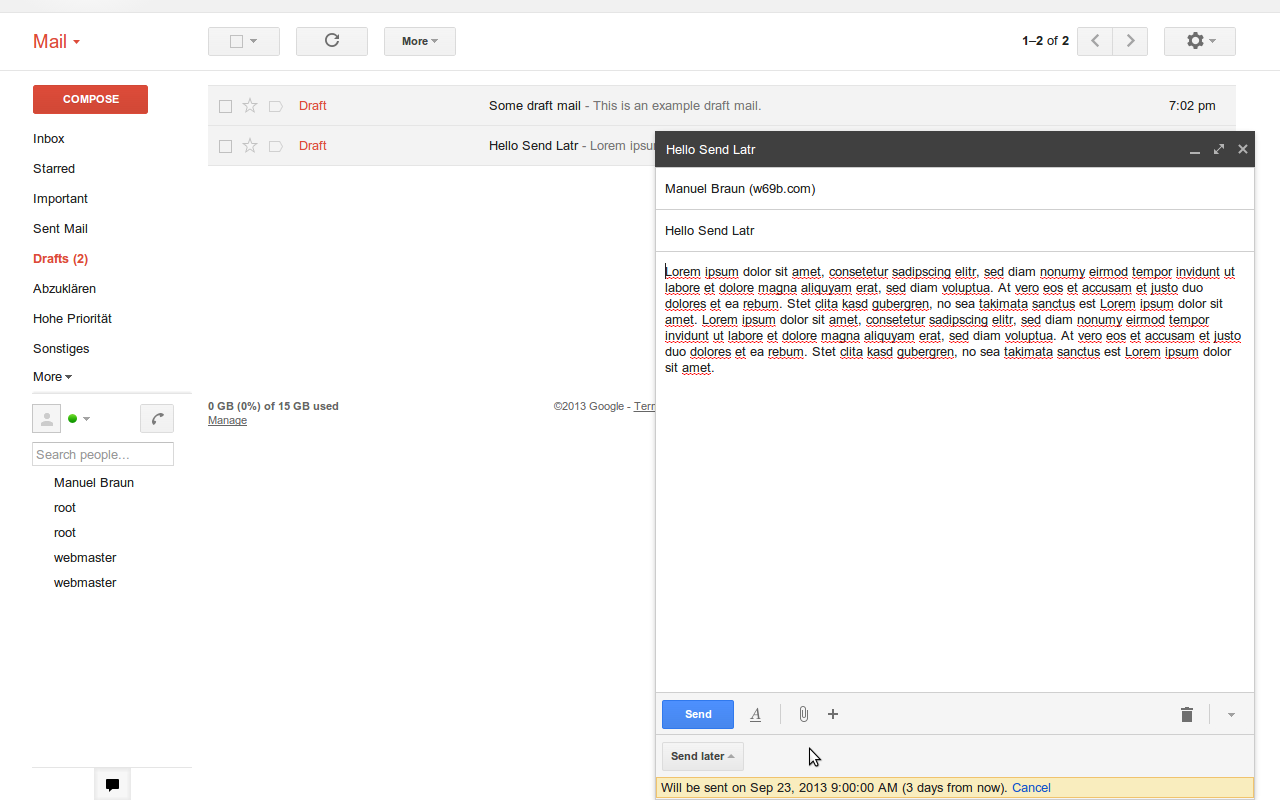 Mail
More
1–2 of 2
COMPOSE
Inbox
Starred
Important
Sent Mail
Drafts (2)
Abzuklären
Hohe Priorität
Sonstiges
More
Search people...
Manuel Braun
root
root
webmaster
webmaster
Draft Some draft mail - This is an example draft mail. 7:02 pm
Draft Hello Send Latr - Lorem ipsu
0 GB (0%) of 15 GB used
Manage
©2013 Google - Terr
Hello Send Latr
Manuel Braun (w69b.com)
Hello Send Latr
Lorem ipsum dolor sit amet, consetetur sadipscing elitr, sed diam nonumy eirmod tempor invidunt ut
labore et dolore magna aliquyam erat, sed diam voluptua. At vero eos et accusam et justo duo
dolores et ea rebum. Stet clita kasd gubergren, no sea takimata sanctus est Lorem ipsum dolor sit
amet. Lorem ipsum dolor sit amet, consetetur sadipscing elitr, sed diam nonumy eirmod tempor
invidunt ut labore et dolore magna aliquyam erat, sed diam voluptua. At vero eos et accusam et justo
duo dolores et ea rebum. Stet clita kasd gubergren, no sea takimata sanctus est Lorem ipsum dolor
sit amet.
Send
A
Send later
Will be sent on Sep 23, 2013 9:00:00 AM (3 days from now). Cancel